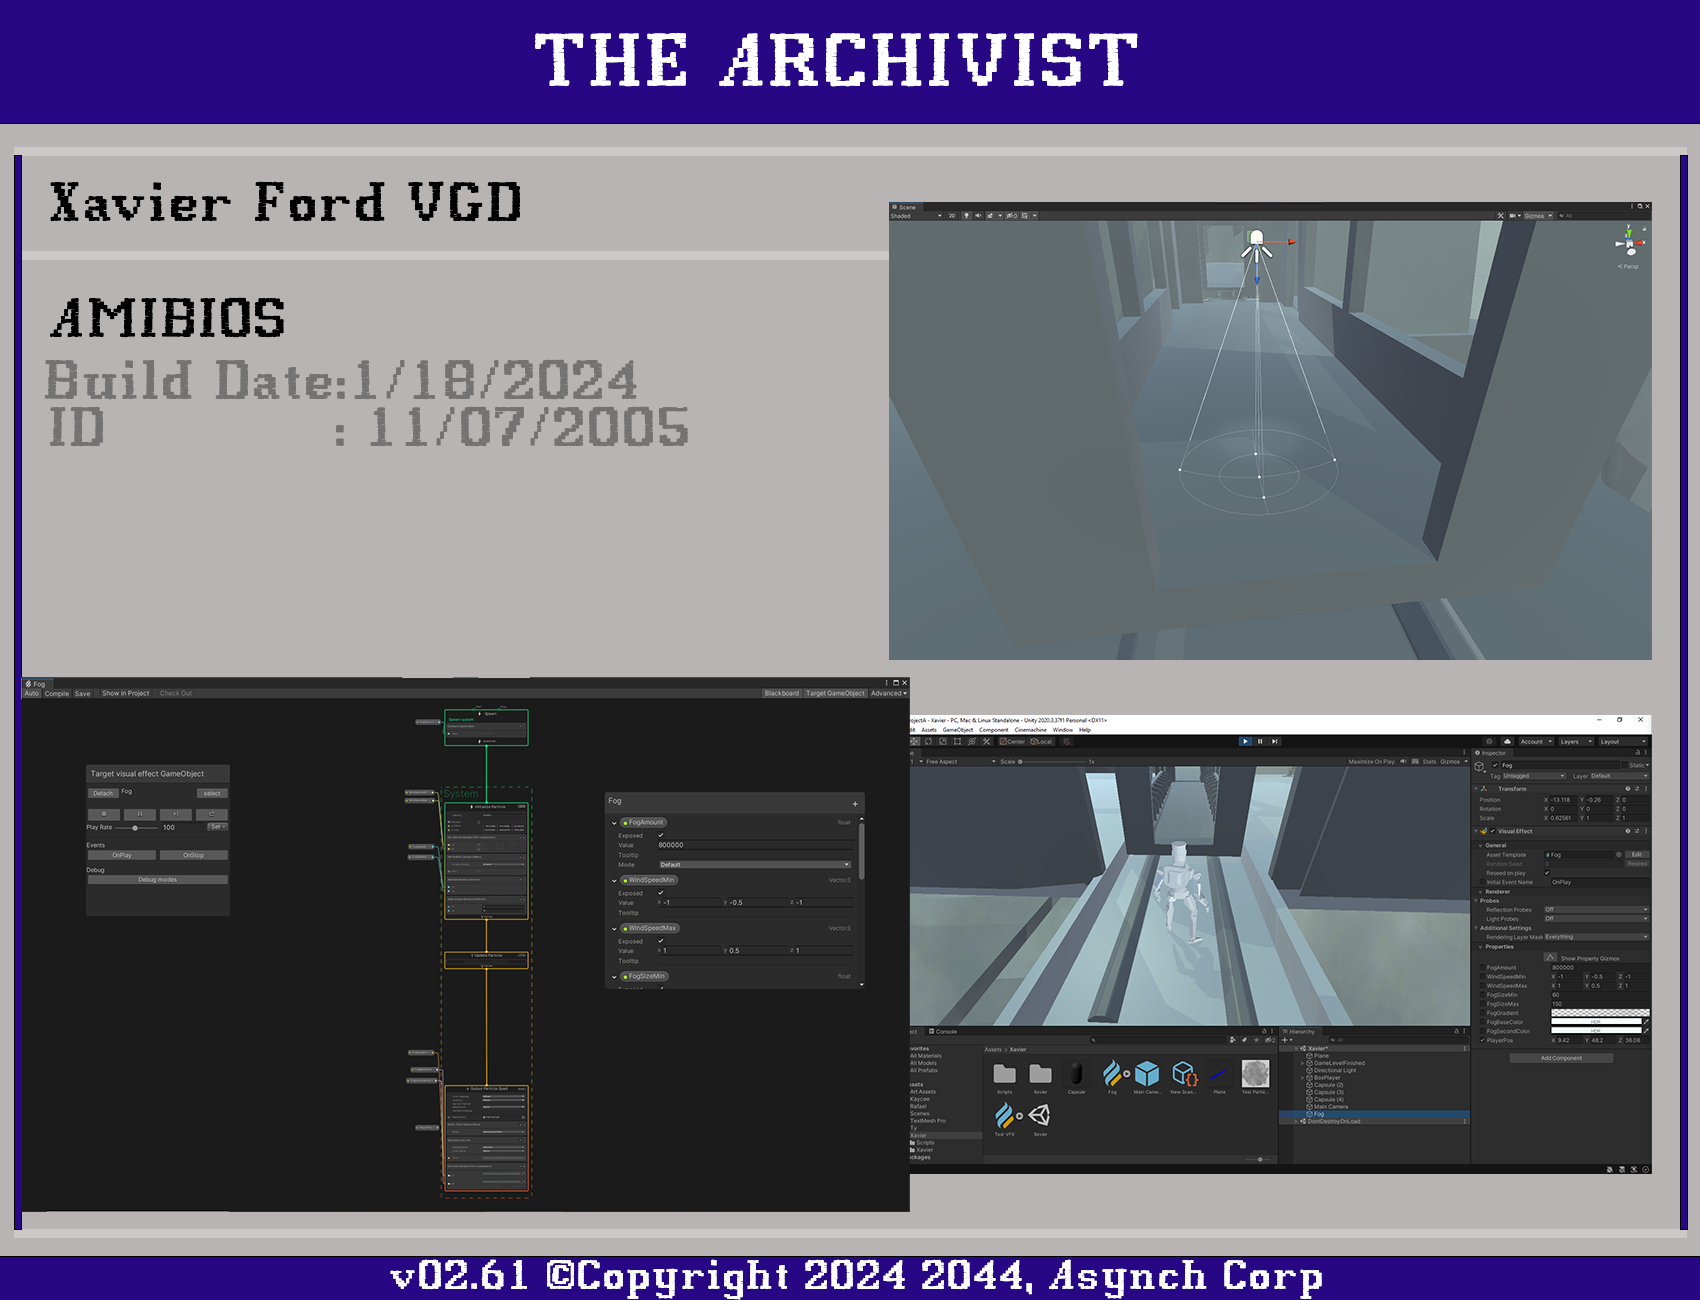 THE ARCHIVIST
Xavier Ford VGD
AMIBIOS
Build Date:1/18/2024
ID : 11/07/2005
Scene
Shaded
2D
Gizmos
All
Persp
Fog
Auto Compile Save Show in Project Check Out
Blackboard Target GameObject Advanced
Target visual effect GameObject
Detach Fog select
Play Rate 100 Set
Events
OnPlay OnStop
Debug
Debug modes
Spawn
System
Initialize Particle
Update Particle
Output Particle Quad
Fog
FogAmount float
Exposed
Value 800000
Tooltip
Mode Default
WindSpeedMin Vector3
Exposed
Value x -1 y -0.5 z -1
Tooltip
WindSpeedMax Vector3
Exposed
Value x 1 y 0.5 z 1
Tooltip
FogSizeMin float
rojectA - Xavier - PC, Mac & Linux Standalone - Unity 2020.3.37f1 Personal <DX11>
dit Assets GameObject Component Cinemachine Window Help
Center Local
Account Layers Layout
Free Aspect Scale 1x Maximize On Play Stats Gizmos
Inspector
Fog Static
Tag Untagged Layer Default
Transform
Position X -13.118 Y -0.26 Z 0
Rotation X 0 Y 0 Z 0
Scale X 0.62561 Y 1 Z 1
Visual Effect
General
Asset Template Fog Edit
Random Seed 0 Reseed
Reseed on play
Initial Event Name OnPlay
Renderer
Probes
Reflection Probes Off
Light Probes Off
Additional Settings
Rendering Layer Mask Everything
Properties
Show Property Gizmos
FogAmount 800000
WindSpeedMin X -1 Y -0.5 Z -1
WindSpeedMax X 1 Y 0.5 Z 1
FogSizeMin 60
FogSizeMax 150
FogGradient
FogBaseColor HDR
FogSecondColor HDR
PlayerPos X 9.42 Y 48.2 Z 36.06
Add Component
ect Console
vorites
All Materials
All Models
All Prefabs
sets
Art Assets
Kaycee
Rafael
Scenes
TextMesh Pro
Ty
Xavier
Scripts
Xavier
ckages
Assets > Xavier
Scripts Xavier Capsule Fog Main Came... New Scan... Plane Test Partic...
Test VFX Xavier
Hierarchy
All
Xavier*
Plane
GameLevelFinished
Directional Light
BoxPlayer
Capsule (2)
Capsule (3)
Capsule (4)
Main Camera
Fog
DontDestroyOnLoad
v02.61 ©Copyright 2024 2044, Asynch Corp